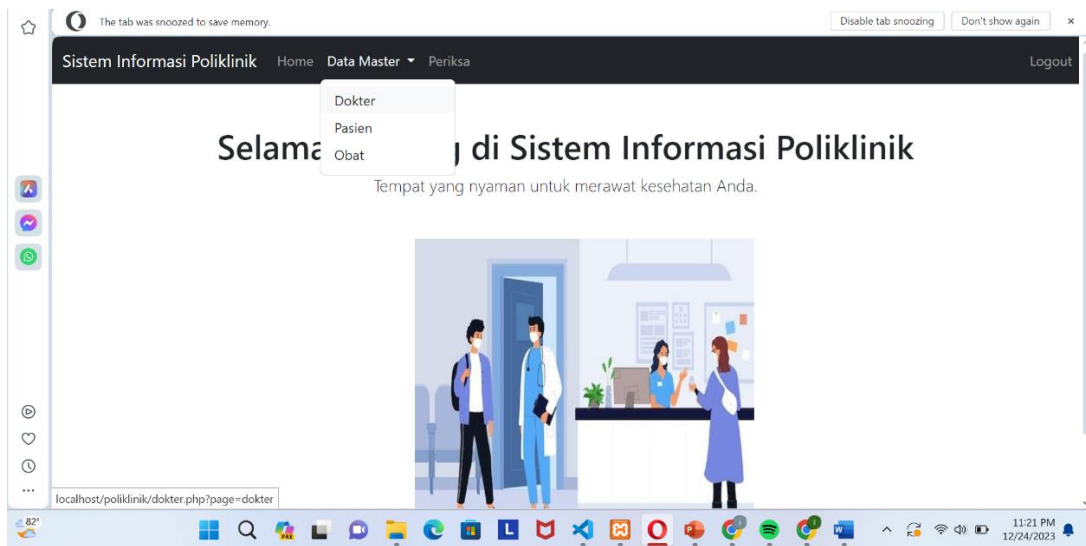 The tab was snoozed to save memory.
Disable tab snoozing
Don't show again
Sistem Informasi Poliklinik Home Data Master Periksa Logout
Dokter
Pasien
Obat
Selama di Sistem Informasi Poliklinik
Tempat yang nyaman untuk merawat kesehatan Anda.
localhost/poliklinik/dokter.php?page=dokter
82°
11:21 PM
12/24/2023